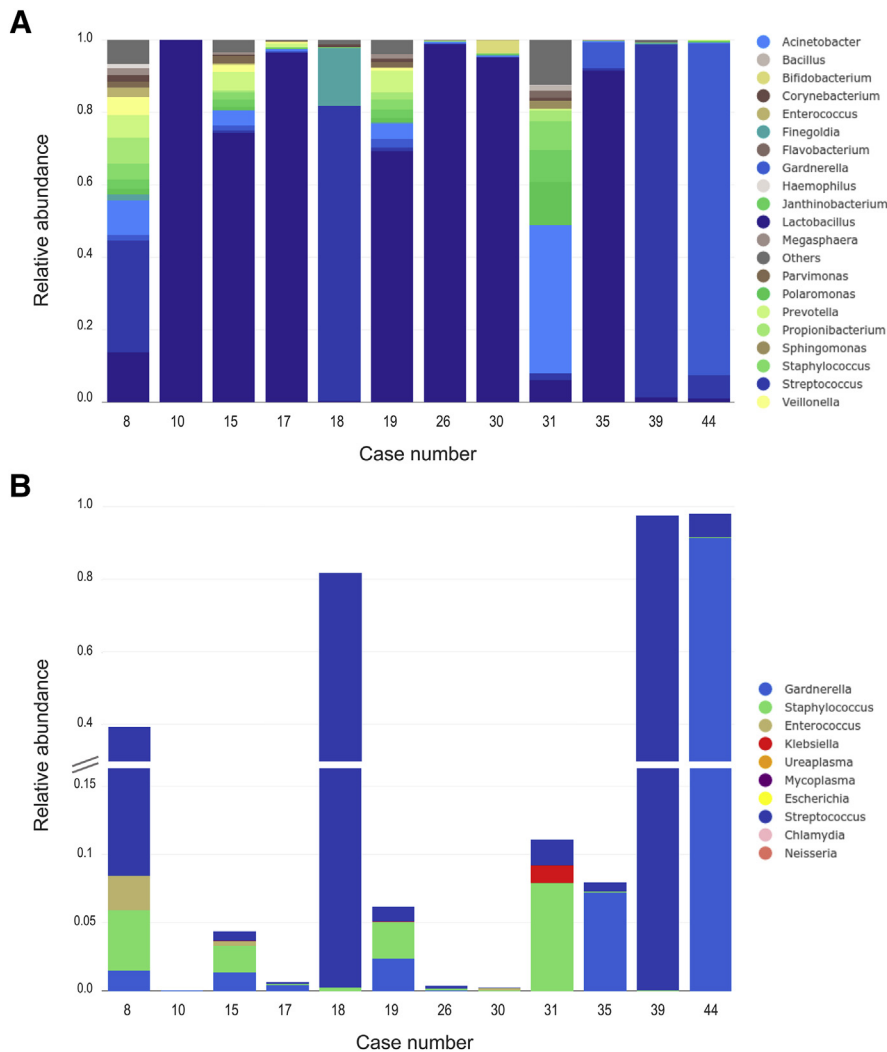 A
Relative abundance
1.0
0.8
0.6
0.4
0.2
0.0
8 10 15 17 18 19 26 30 31 35 39 44
Case number
Acinetobacter
Bacillus
Bifidobacterium
Corynebacterium
Enterococcus
Finegoldia
Flavobacterium
Gardnerella
Haemophilus
Janthinobacterium
Lactobacillus
Megasphaera
Others
Parvimonas
Polaromonas
Prevotella
Propionibacterium
Sphingomonas
Staphylococcus
Streptococcus
Veillonella
B
Relative abundance
1.0
0.8
0.6
0.4
0.15
0.1
0.05
0.0
8 10 15 17 18 19 26 30 31 35 39 44
Case number
Gardnerella
Staphylococcus
Enterococcus
Klebsiella
Ureaplasma
Mycoplasma
Escherichia
Streptococcus
Chlamydia
Neisseria